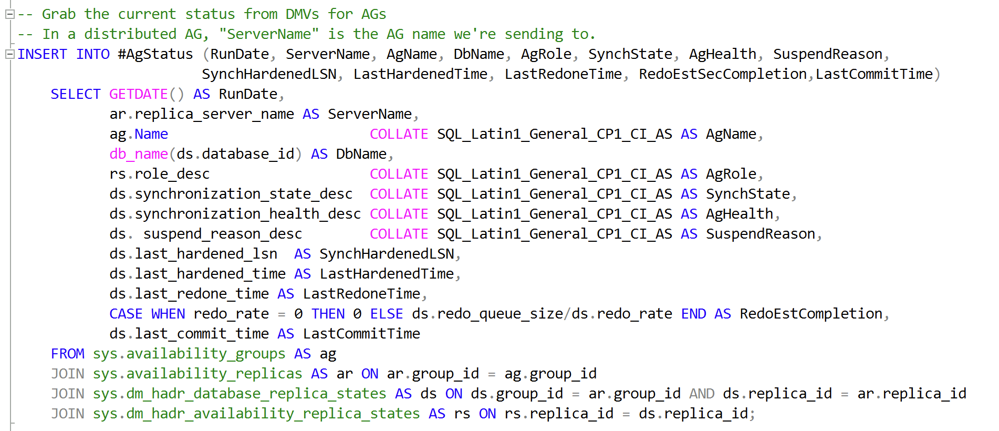 -- Grab the current status from DMVs for AGs
-- In a distributed AG, "ServerName" is the AG name we're sending to.
INSERT INTO #AgStatus (RunDate, ServerName, AgName, DbName, AgRole, SynchState, AgHealth, SuspendReason,
                      SynchHardenedLSN, LastHardenedTime, LastRedoneTime, RedoEstSecCompletion,LastCommitTime)
    SELECT GETDATE() AS RunDate,
           ar.replica_server_name AS ServerName,
           ag.Name                        COLLATE SQL_Latin1_General_CP1_CI_AS AS AgName,
           db_name(ds.database_id) AS DbName,
           rs.role_desc                   COLLATE SQL_Latin1_General_CP1_CI_AS AS AgRole,
           ds.synchronization_state_desc  COLLATE SQL_Latin1_General_CP1_CI_AS AS SynchState,
           ds.synchronization_health_desc COLLATE SQL_Latin1_General_CP1_CI_AS AS AgHealth,
           ds. suspend_reason_desc        COLLATE SQL_Latin1_General_CP1_CI_AS AS SuspendReason,
           ds.last_hardened_lsn  AS SynchHardenedLSN,
           ds.last_hardened_time AS LastHardenedTime,
           ds.last_redone_time AS LastRedoneTime,
           CASE WHEN redo_rate = 0 THEN 0 ELSE ds.redo_queue_size/ds.redo_rate END AS RedoEstCompletion,
           ds.last_commit_time AS LastCommitTime
    FROM sys.availability_groups AS ag
    JOIN sys.availability_replicas AS ar ON ar.group_id = ag.group_id
    JOIN sys.dm_hadr_database_replica_states AS ds ON ds.group_id = ar.group_id AND ds.replica_id = ar.replica_id
    JOIN sys.dm_hadr_availability_replica_states AS rs ON rs.replica_id = ds.replica_id;